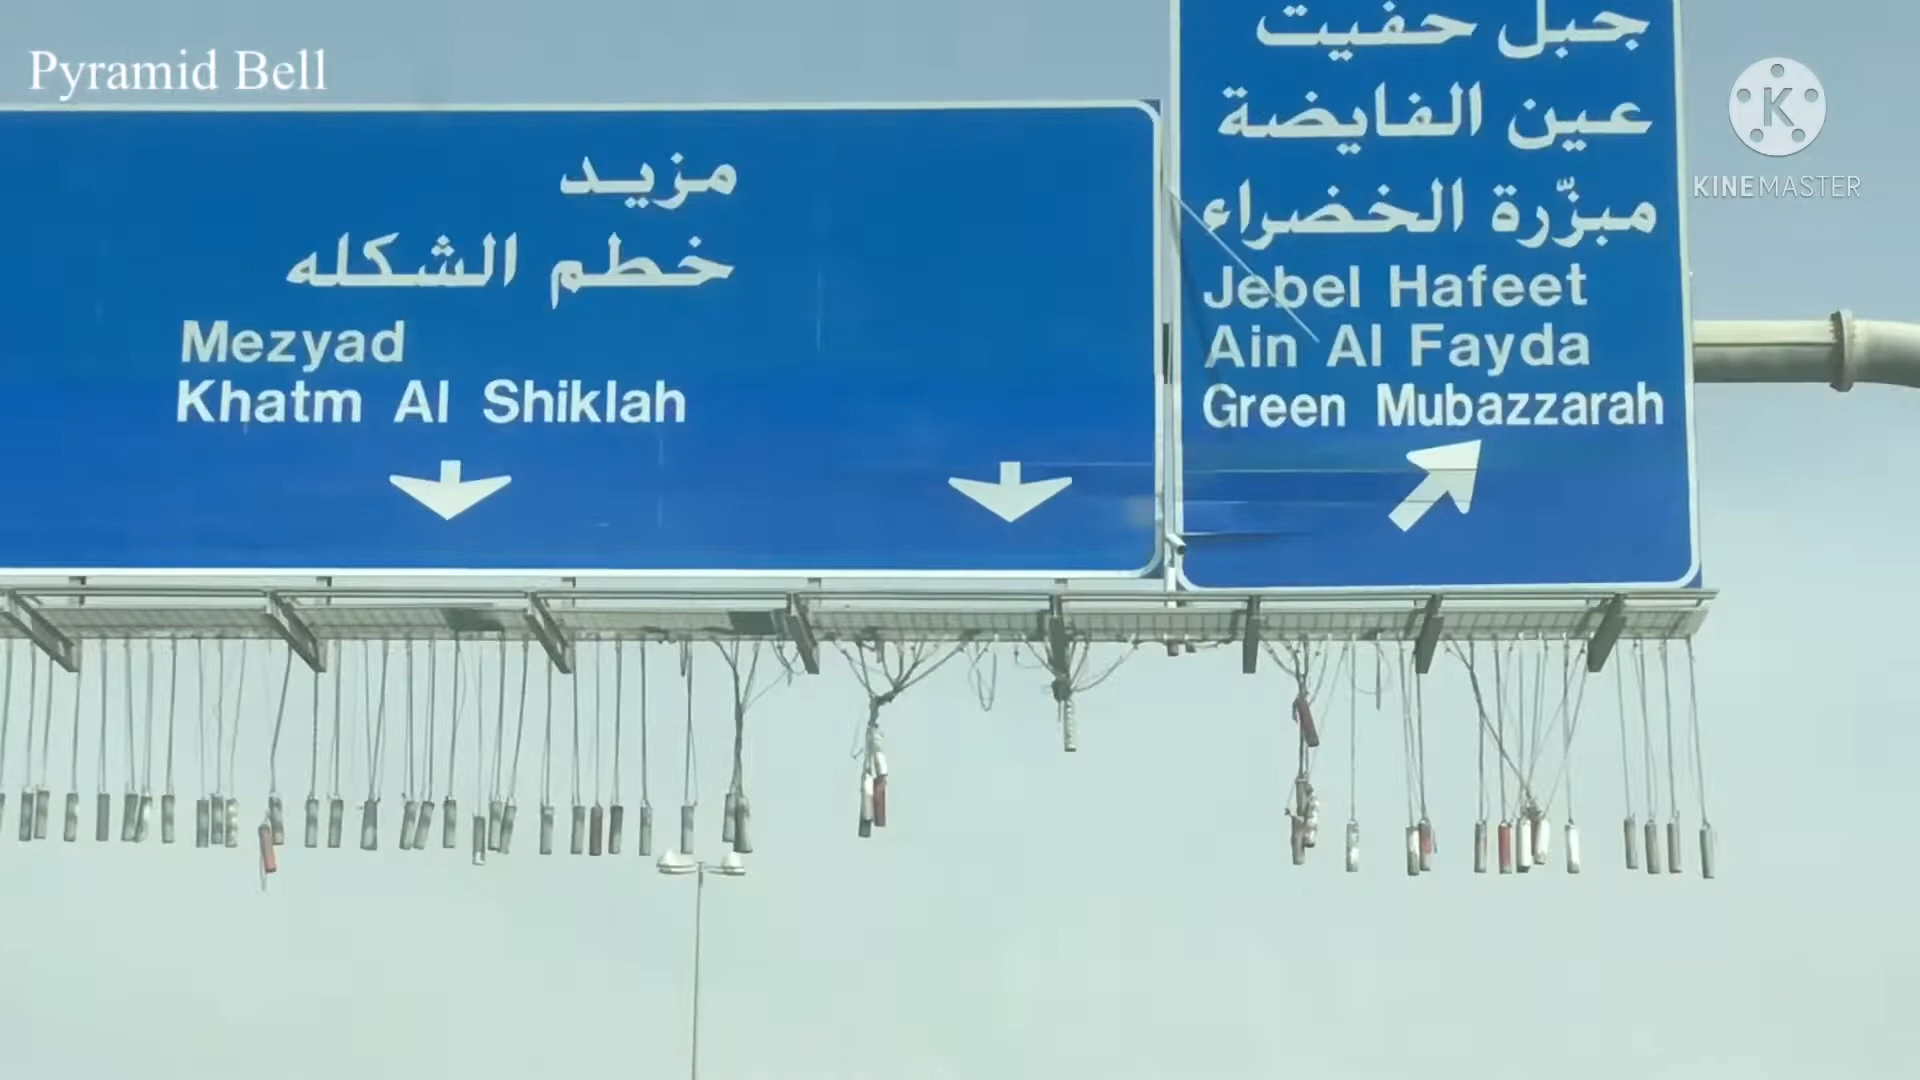 Pyramid Bell
مزيد
خطم الشكله
Mezyad
Khatm Al Shiklah
جبل حفيت
عين الفايضة
مبزّرة الخضراء
Jebel Hafeet
Ain Al Fayda
Green Mubazzarah
K
KINEMASTER